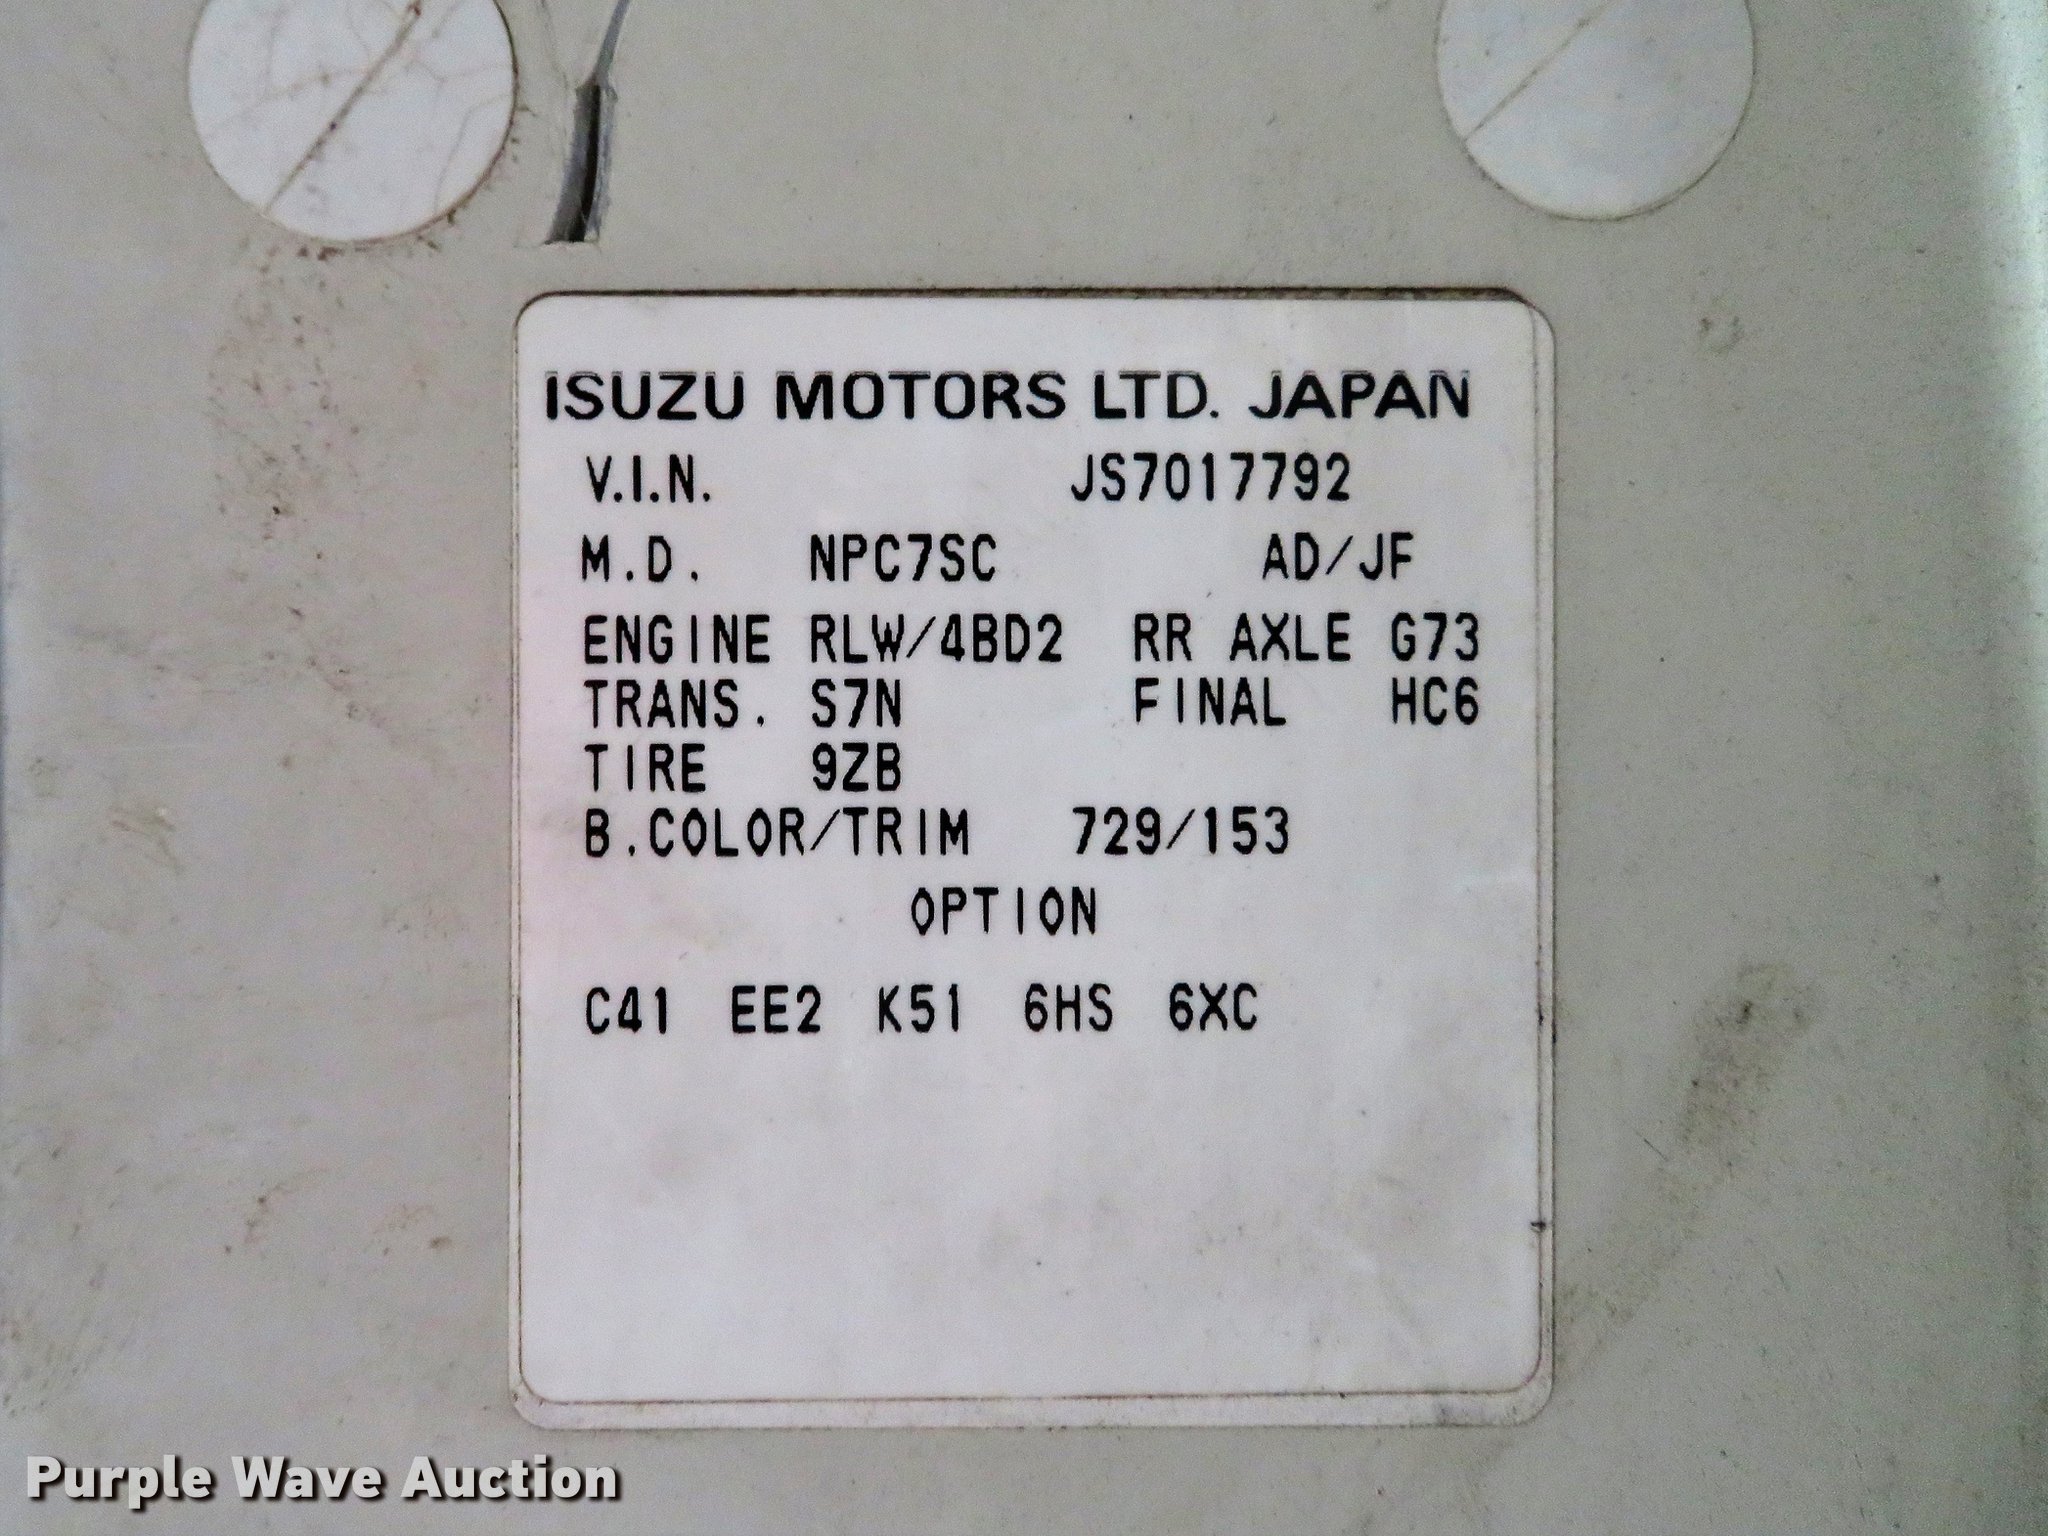 ISUZU MOTORS LTD. JAPAN
V.I.N. JS7017792
M.D. NPC7SC AD/JF
ENGINE RLW/4BD2 RR AXLE G73
TRANS. S7N FINAL HC6
TIRE 9ZB
B.COLOR/TRIM 729/153
OPTION
C41 EE2 K51 6HS 6XC
Purple Wave Auction